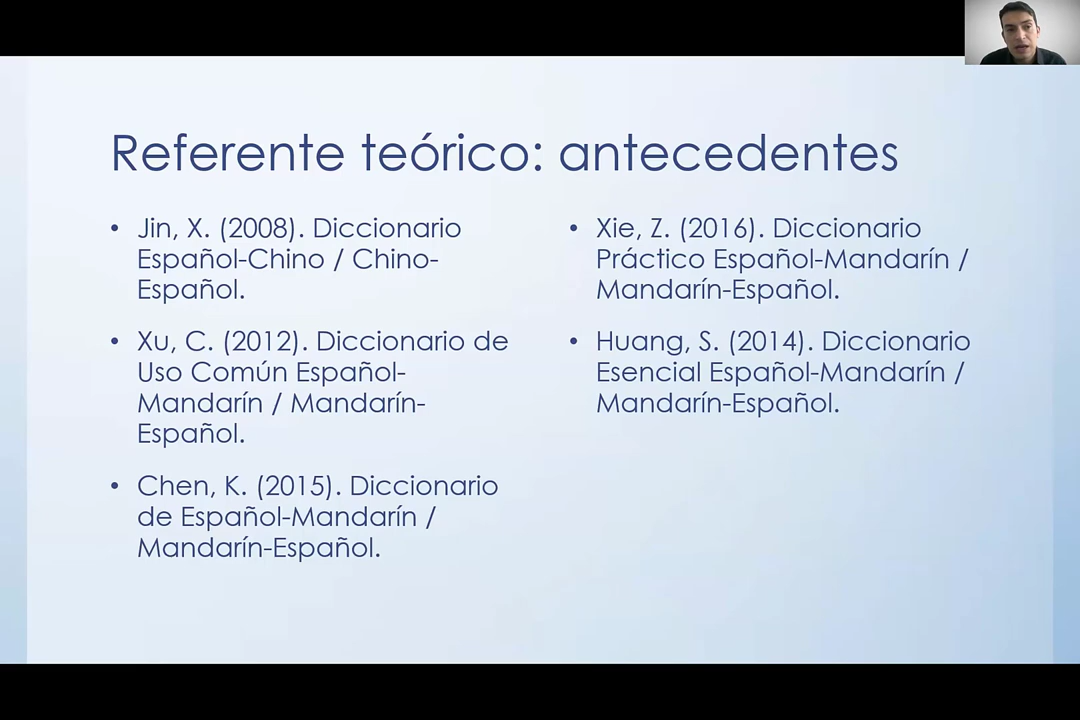 Referente teórico: antecedentes
• Jin, X. (2008). Diccionario
Español-Chino / Chino-
Español.
• Xu, C. (2012). Diccionario de
Uso Común Español-
Mandarín / Mandarín-
Español.
• Chen, K. (2015). Diccionario
de Español-Mandarín /
Mandarín-Español.
• Xie, Z. (2016). Diccionario
Práctico Español-Mandarín /
Mandarín-Español.
• Huang, S. (2014). Diccionario
Esencial Español-Mandarín /
Mandarín-Español.